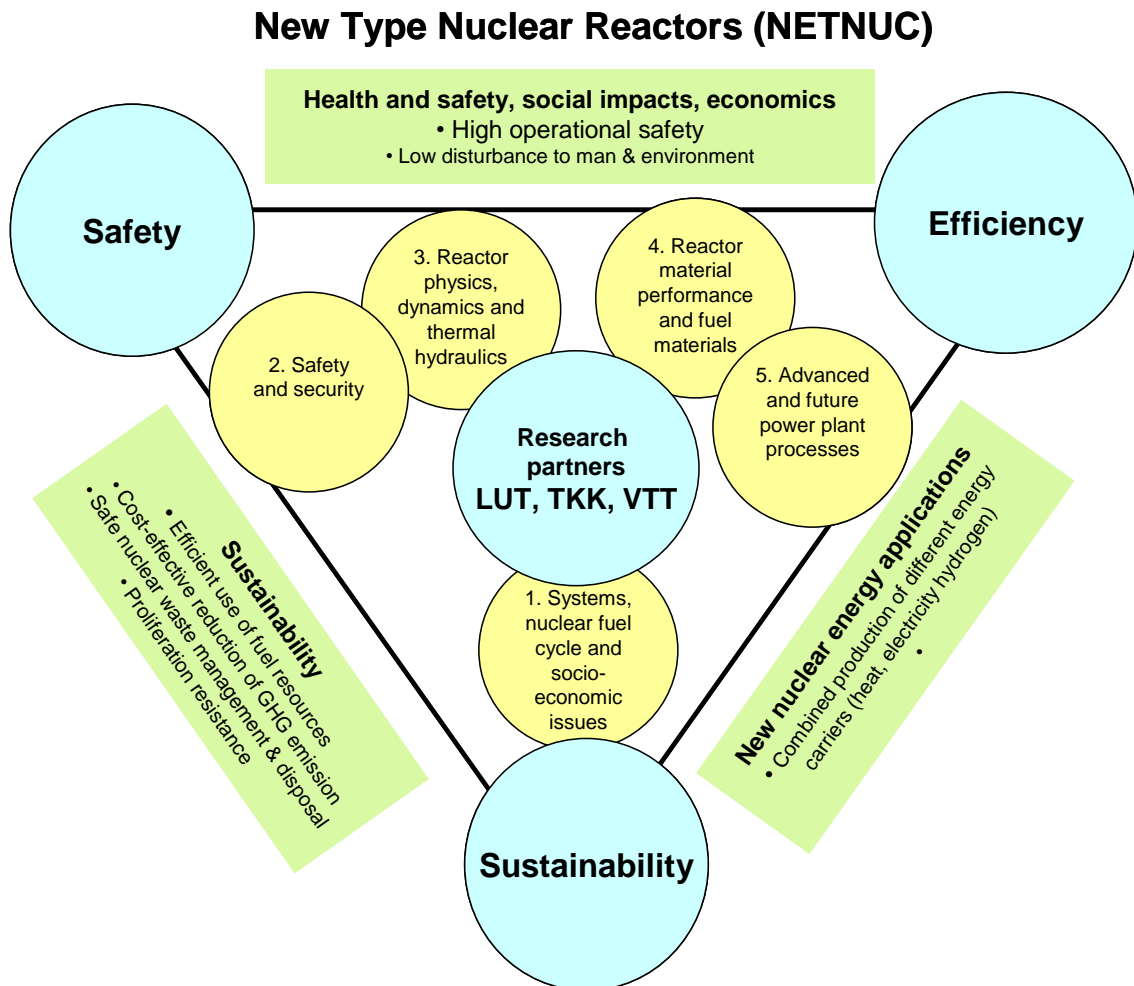 New Type Nuclear Reactors (NETNUC)
Health and safety, social impacts, economics
• High operational safety
• Low disturbance to man & environment
Safety
Efficiency
3. Reactor
physics,
dynamics and
thermal
hydraulics
4. Reactor
material
performance
and fuel
materials
2. Safety
and security
5. Advanced
and future
power plant
processes
Research
partners
LUT, TKK, VTT
1. Systems,
nuclear fuel
cycle and
socio-
economic
issues
Sustainability
• Efficient use of fuel resources
• Cost-effective reduction of GHG emission
• Safe nuclear waste management & disposal
• Proliferation resistance
New nuclear energy applications
• Combined production of different energy
carriers (heat, electricity hydrogen)
•
Sustainability